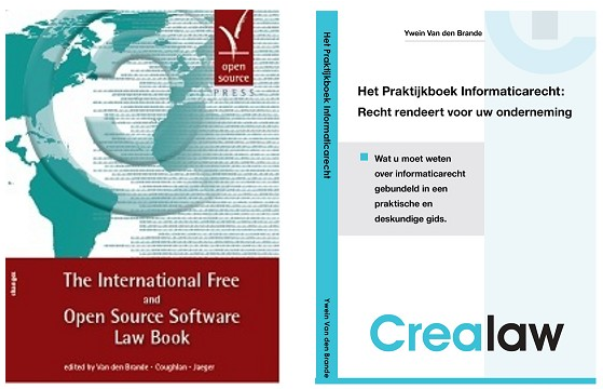 open
source
PRESS
The International Free
and
Open Source Software
Law Book
edited by Van den Brande · Coughlan · Jaeger
Het Praktijkboek Informaticarecht
Ywein Van den Brande
Ywein Van den Brande
Het Praktijkboek Informaticarecht:
Recht rendeert voor uw onderneming
Wat u moet weten
over informaticarecht
gebundeld in een
praktische en
deskundige gids.
Crealaw